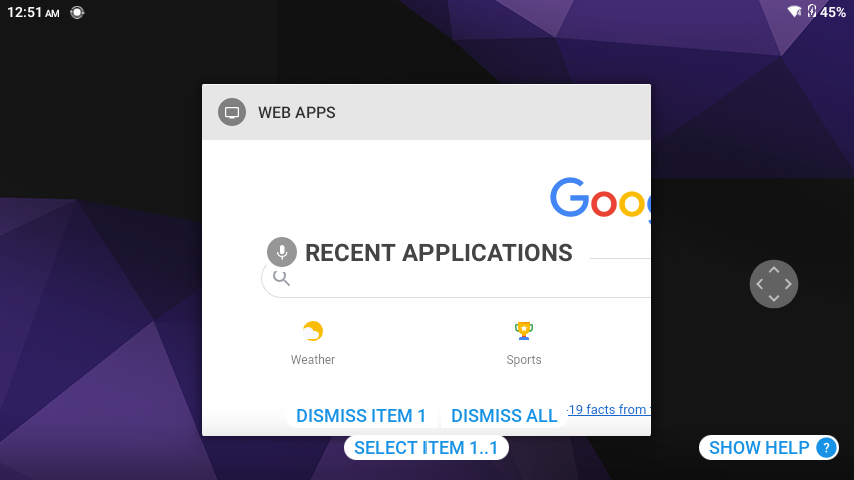 12:51 AM
45%
WEB APPS
Goog
RECENT APPLICATIONS
Weather
Sports
-19 facts from
DISMISS ITEM 1
DISMISS ALL
SELECT ITEM 1..1
SHOW HELP ?